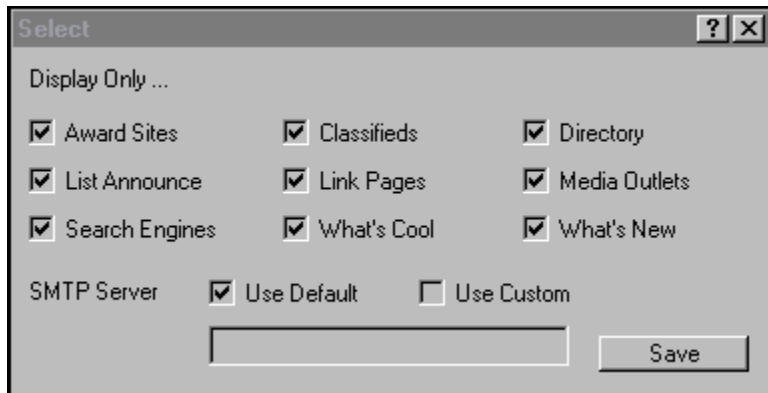 Select
Display Only ...
Award Sites Classifieds Directory
List Announce Link Pages Media Outlets
Search Engines What's Cool What's New
SMTP Server Use Default Use Custom
Save